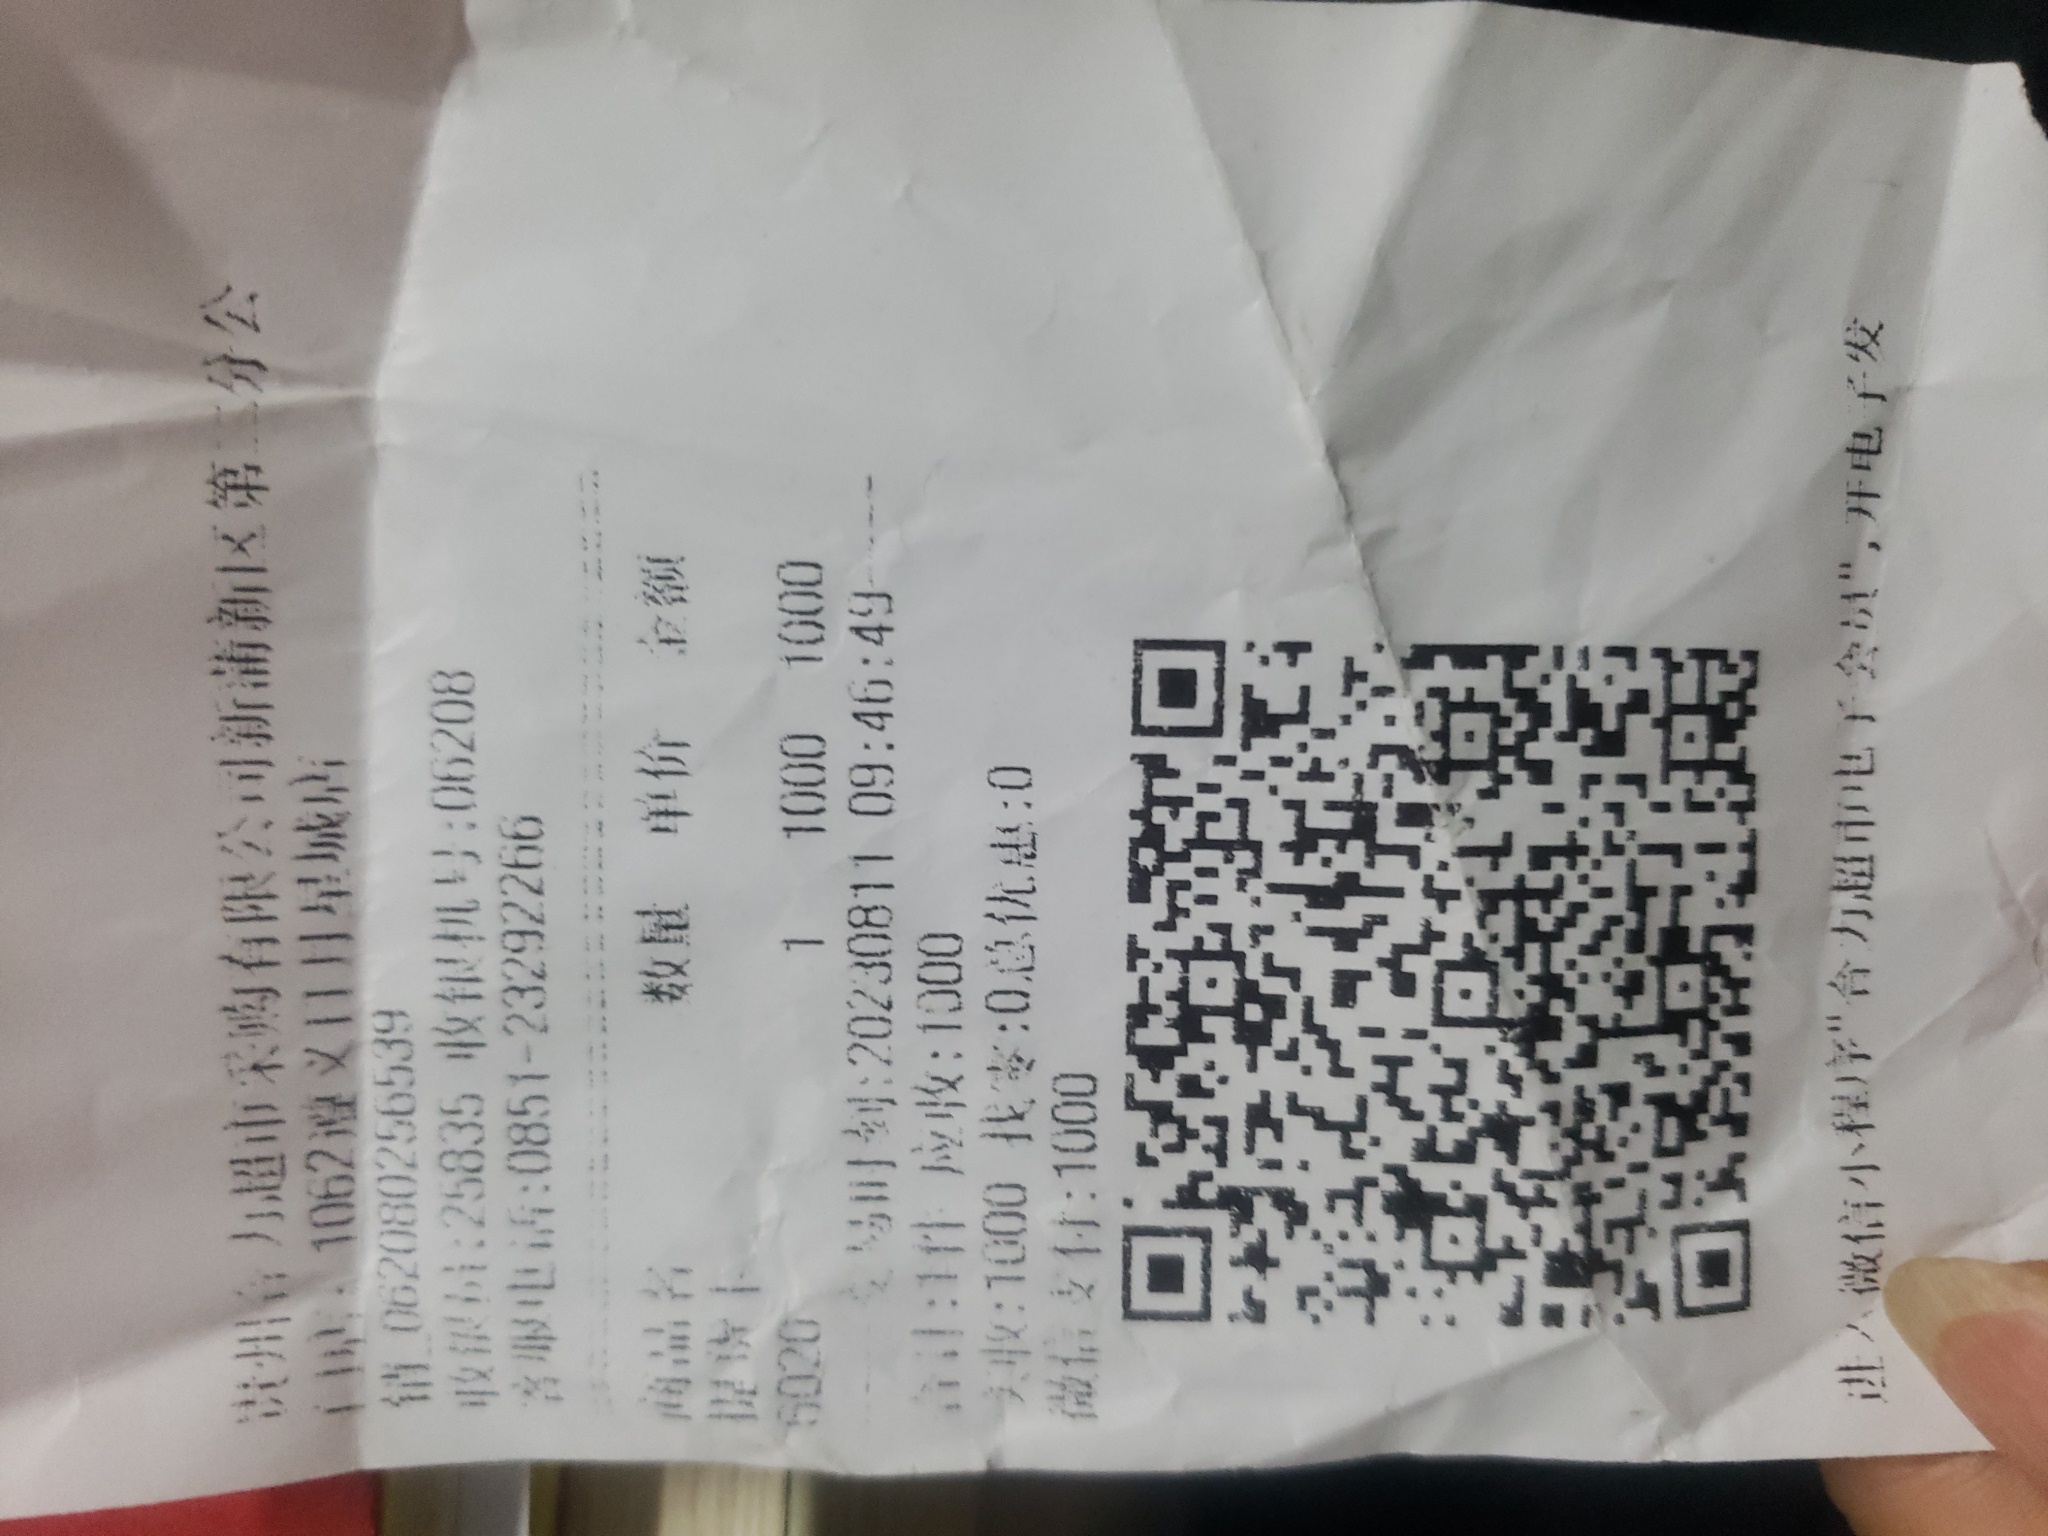 贵州合力超市采购有限公司新蒲新区第二分公
门店：1062遵义日月星城店
销_0620802256539
收银员:25835 收银机号:06208
客服电话:0851-23292266
商品名 数量 单价 金额
提货卡
5020 1 1000 1000
交易时间:20230811 09:46:49
合计:1件 应收:1000
实收:1000 找零:0总优惠:0
微信支付:1000
进入微信小程序"合力超市电子会员",开电子发